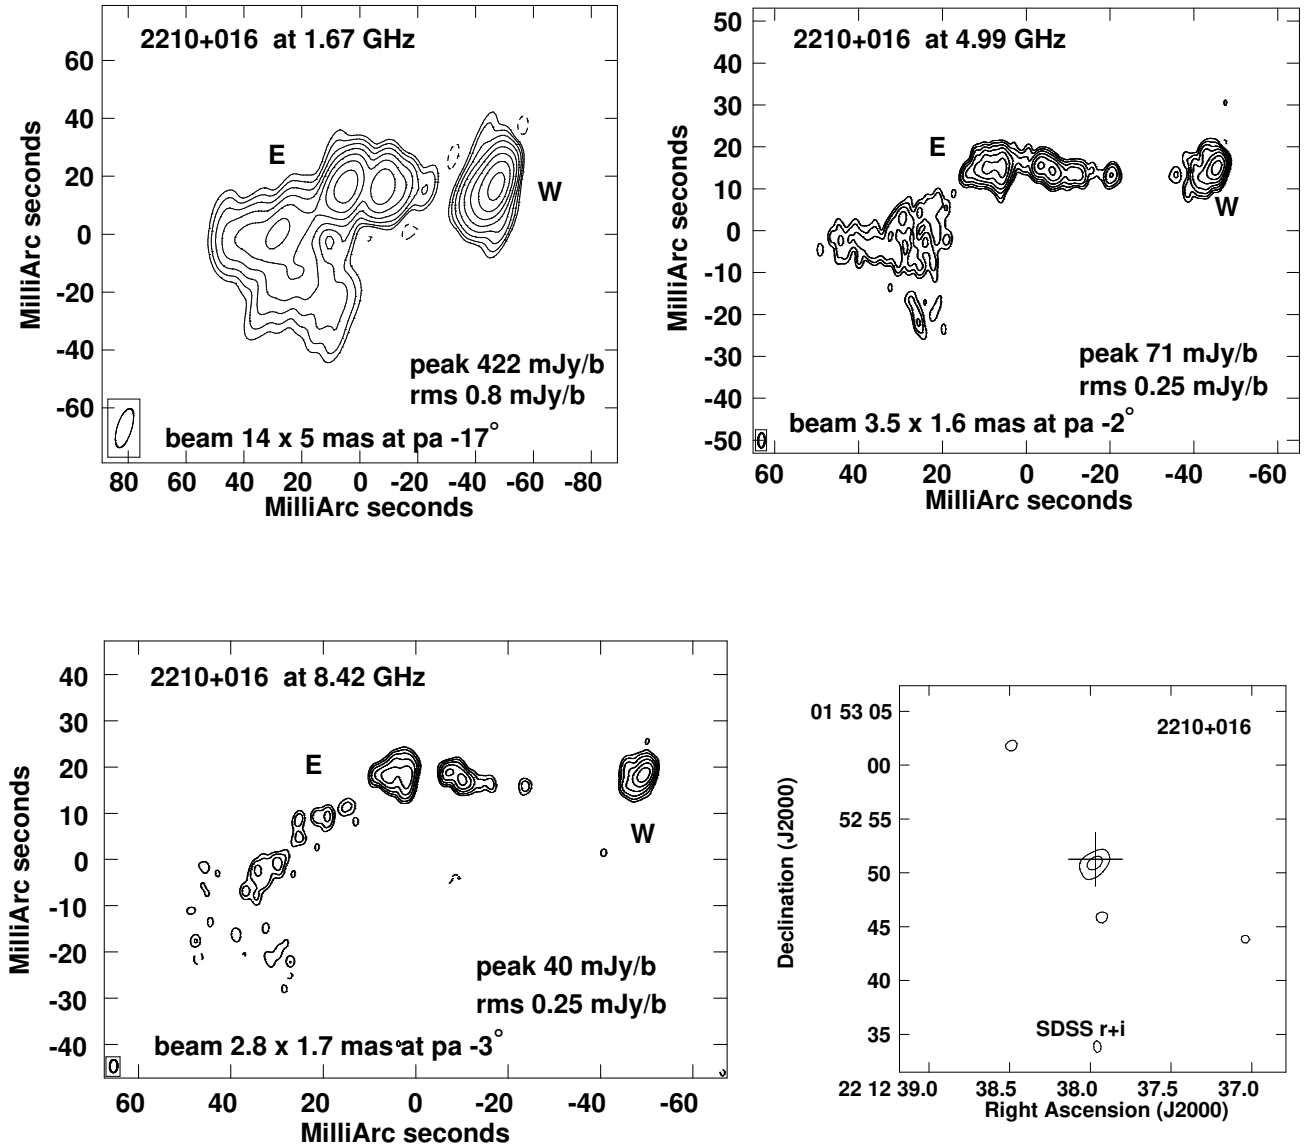 2210+016 at 1.67 GHz
60
40
20
0
-20
-40
-60
MilliArc seconds
E
W
peak 422 mJy/b
rms 0.8 mJy/b
beam 14 x 5 mas at pa -17°
80 60 40 20 0 -20 -40 -60 -80
MilliArc seconds
2210+016 at 4.99 GHz
50
40
30
20
10
0
-10
-20
-30
-40
-50
MilliArc seconds
E
W
peak 71 mJy/b
rms 0.25 mJy/b
beam 3.5 x 1.6 mas at pa -2°
60 40 20 0 -20 -40 -60
MilliArc seconds
2210+016 at 8.42 GHz
40
30
20
10
0
-10
-20
-30
-40
MilliArc seconds
E
W
peak 40 mJy/b
rms 0.25 mJy/b
beam 2.8 x 1.7 mas at pa -3°
60 40 20 0 -20 -40 -60
MilliArc seconds
2210+016
01 53 05
00
52 55
50
45
40
35
Declination (J2000)
SDSS r+i
22 12 39.0 38.5 38.0 37.5 37.0
Right Ascension (J2000)